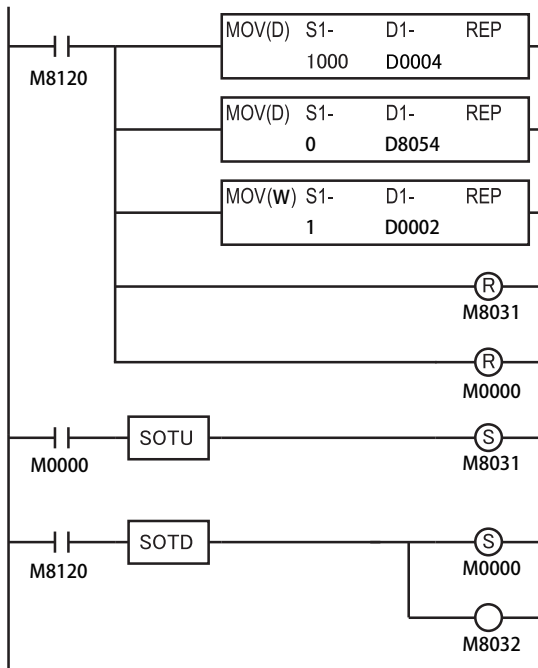 MOV(D) S1- D1- REP
1000 D0004
M8120
MOV(D) S1- D1- REP
0 D8054
MOV(W) S1- D1- REP
1 D0002
R
M8031
R
M0000
SOTU S
M0000 M8031
SOTD S
M8120 M0000
M8032